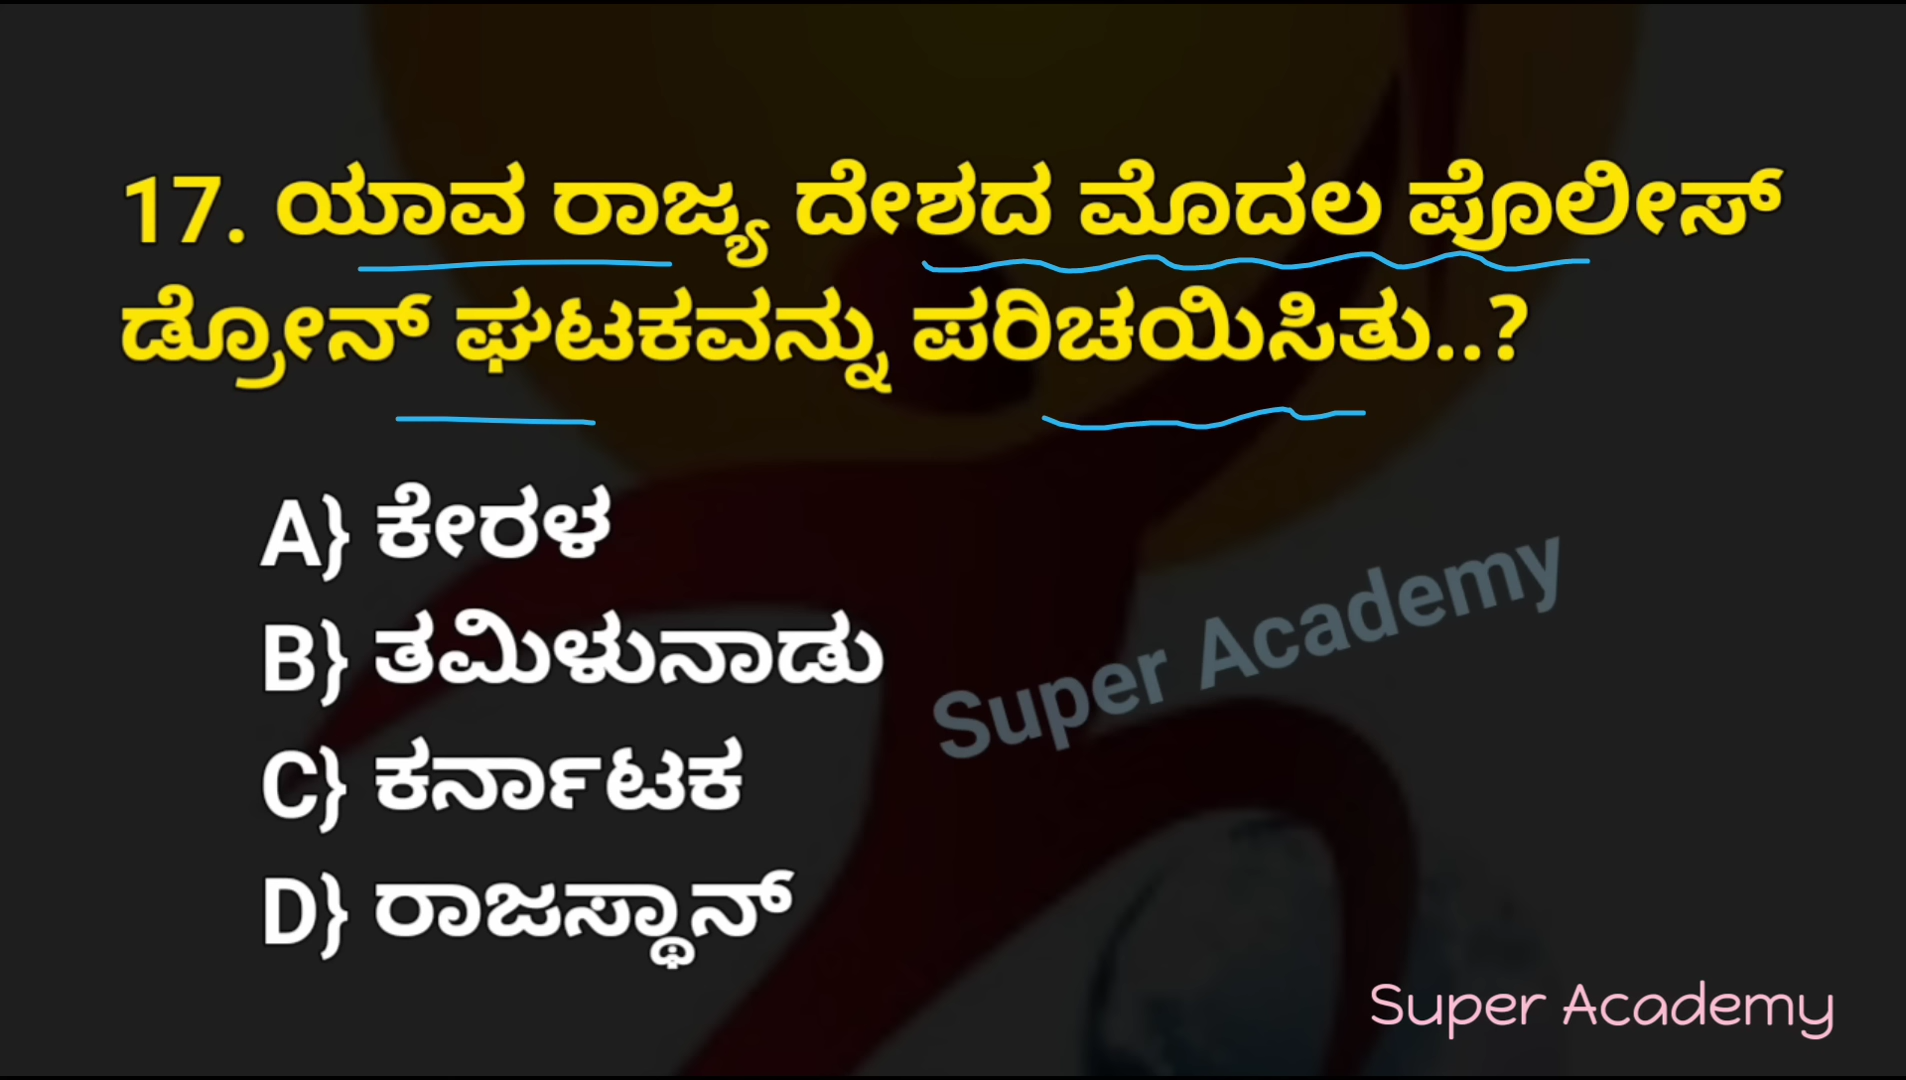 17. ಯಾವ ರಾಜ್ಯ ದೇಶದ ಮೊದಲ ಪೊಲೀಸ್
ಡ್ರೋನ್ ಘಟಕವನ್ನು ಪರಿಚಯಿಸಿತು..?
A} ಕೇರಳ
B} ತಮಿಳುನಾಡು
C} ಕರ್ನಾಟಕ
D} ರಾಜಸ್ಥಾನ್
Super Academy
Super Academy